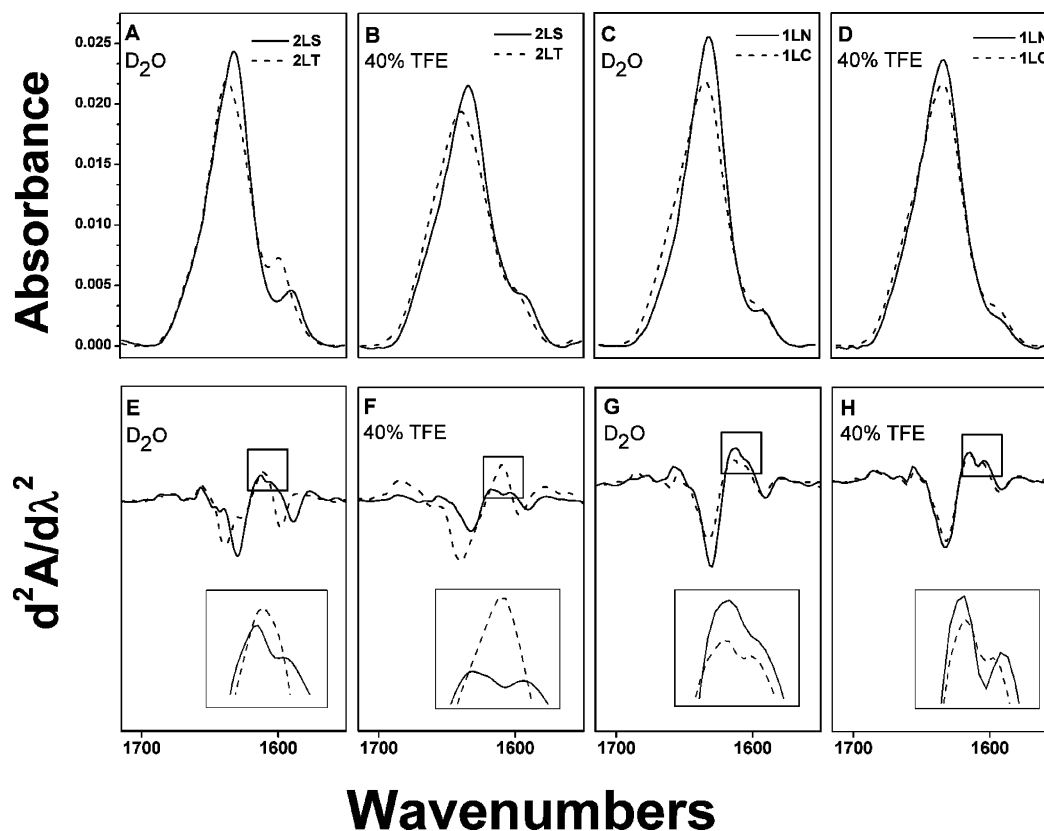 Absorbance
0.025
0.020
0.015
0.010
0.005
0.000
A
D₂O
2LS
2LT
B
40% TFE
2LS
2LT
C
D₂O
1LN
1LC
D
40% TFE
1LN
1LC
d²A/dλ²
E
D₂O
F
40% TFE
G
D₂O
H
40% TFE
1700 1600 1700 1600 1700 1600 1700 1600
Wavenumbers